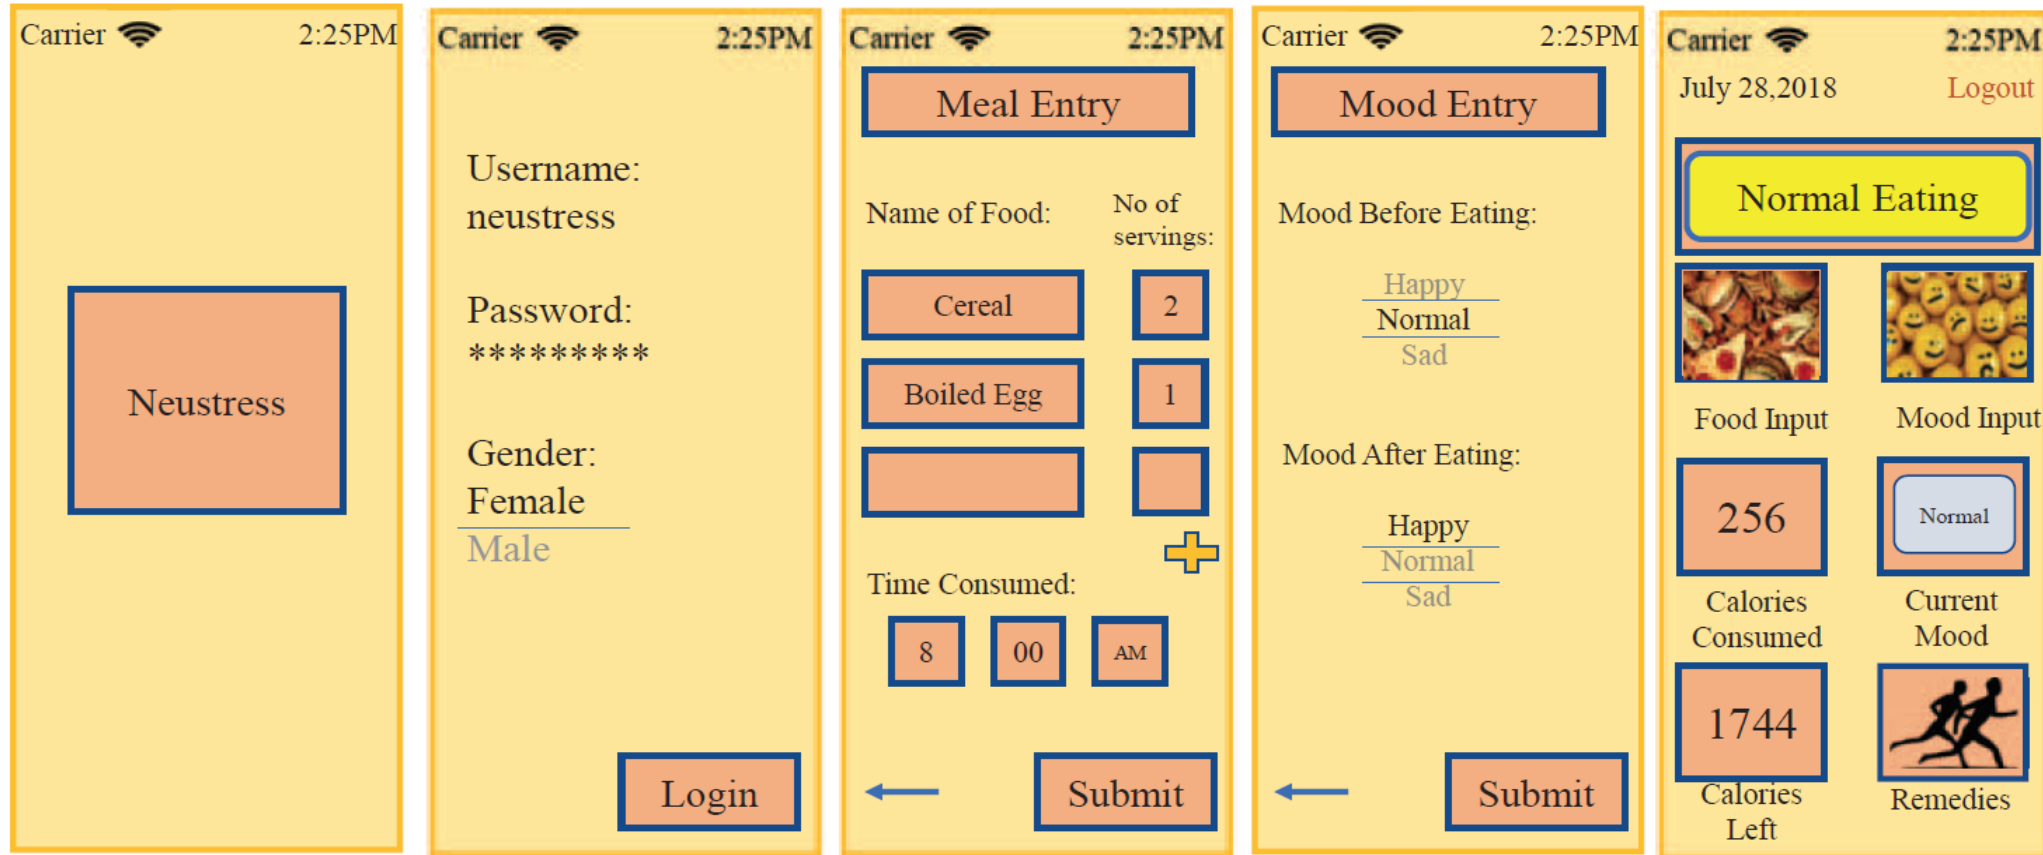 Carrier 2:25PM
Neustress
Carrier 2:25PM
Username:
neustress
Password:
*********
Gender:
Female
Male
Login
Carrier 2:25PM
Meal Entry
Name of Food:
No of
servings:
Cereal 2
Boiled Egg 1
Time Consumed:
8 00 AM
Submit
Carrier 2:25PM
Mood Entry
Mood Before Eating:
Happy
Normal
Sad
Mood After Eating:
Happy
Normal
Sad
Submit
Carrier 2:25PM
July 28,2018 Logout
Normal Eating
Food Input Mood Input
256
Normal
Calories
Consumed
Current
Mood
1744
Calories
Left
Remedies